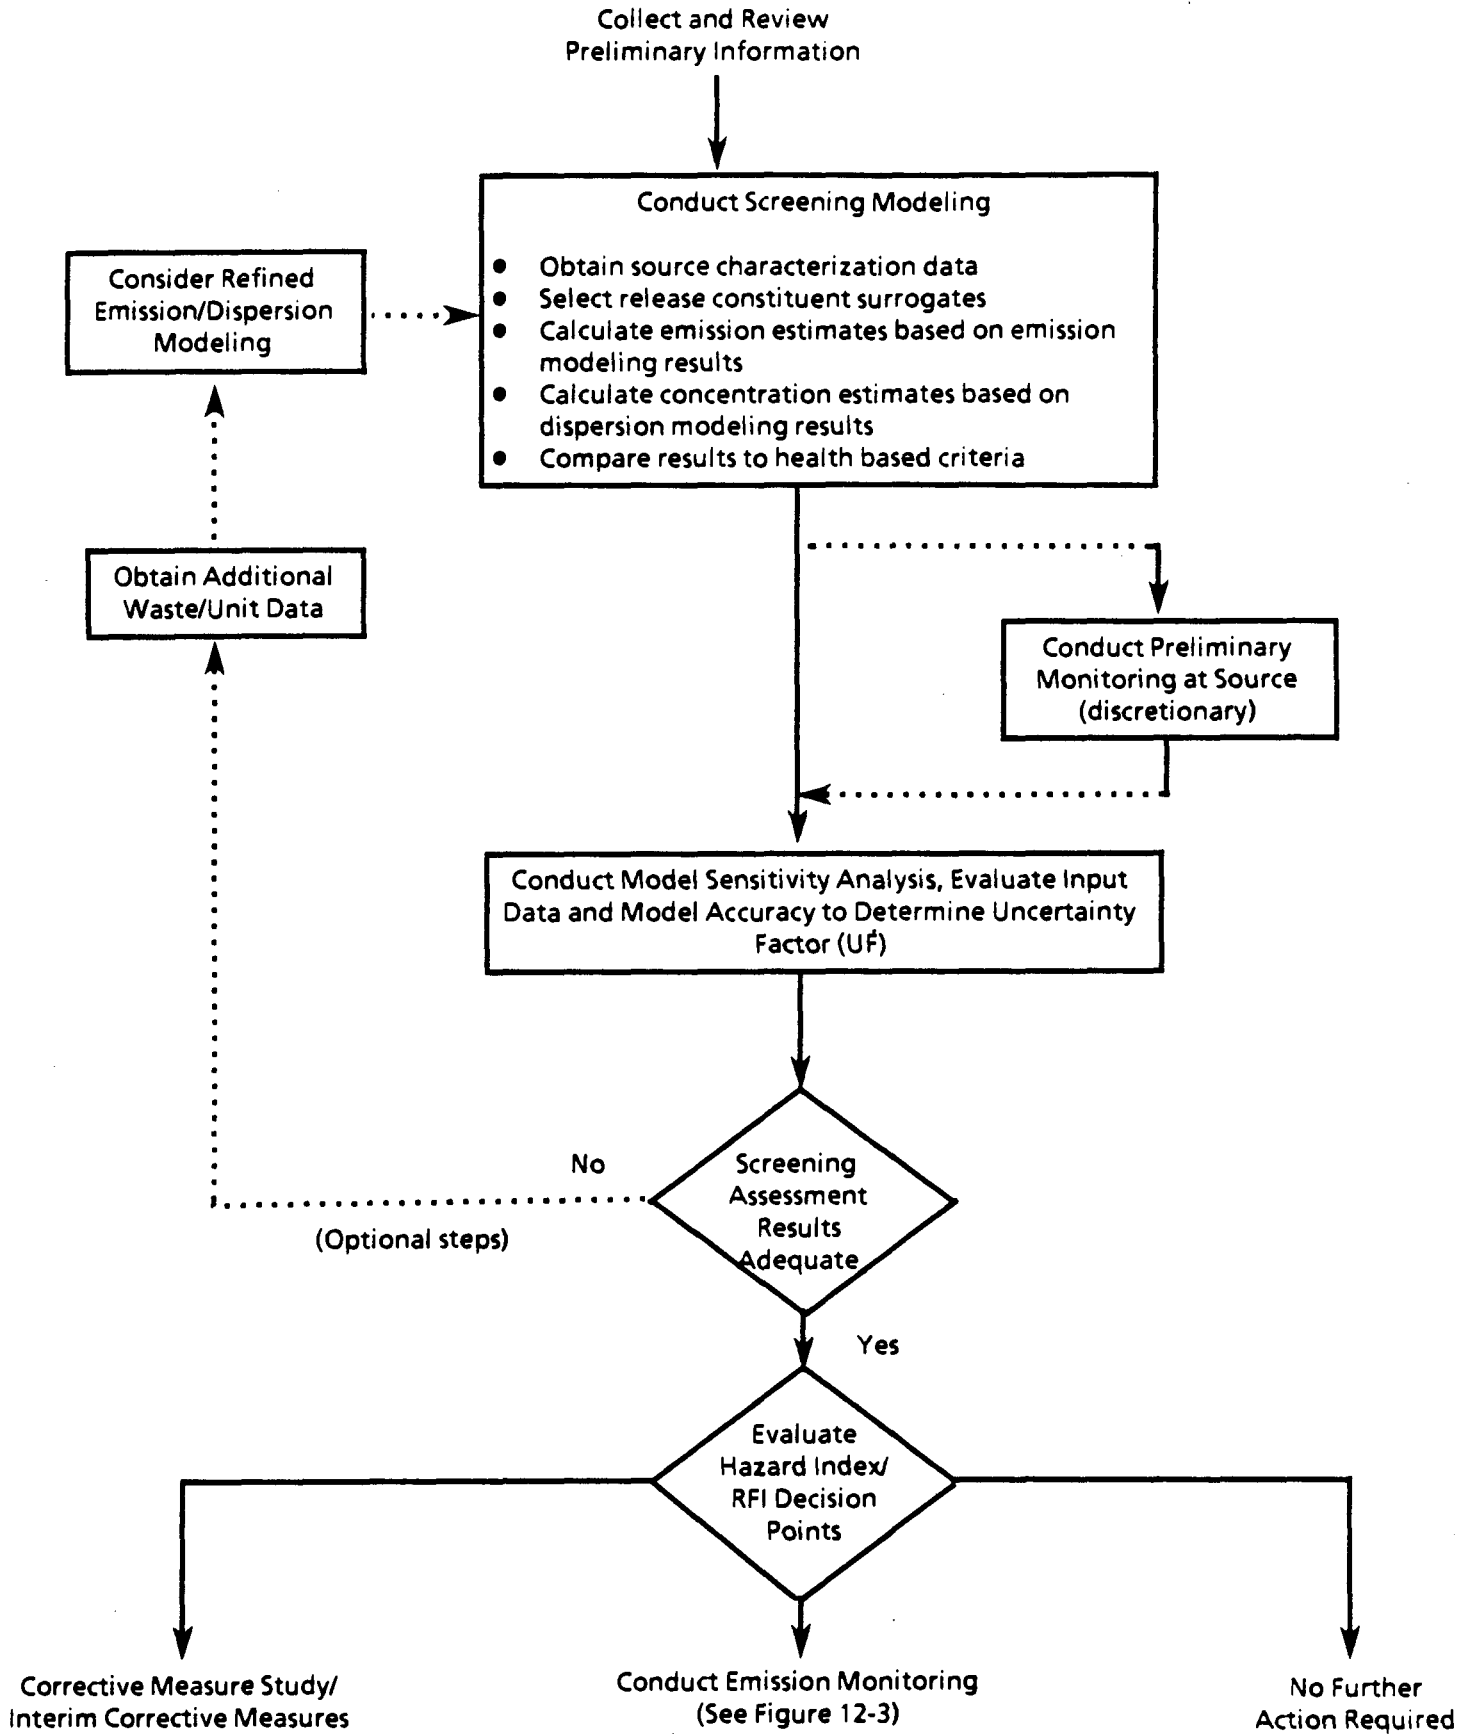 Collect and Review
Preliminary Information
Conduct Screening Modeling
● Obtain source characterization data
● Select release constituent surrogates
● Calculate emission estimates based on emission
modeling results
● Calculate concentration estimates based on
dispersion modeling results
● Compare results to health based criteria
Consider Refined
Emission/Dispersion
Modeling
Obtain Additional
Waste/Unit Data
Conduct Preliminary
Monitoring at Source
(discretionary)
Conduct Model Sensitivity Analysis, Evaluate Input
Data and Model Accuracy to Determine Uncertainty
Factor (UF)
No
(Optional steps)
Screening
Assessment
Results
Adequate
Yes
Evaluate
Hazard Index/
RFI Decision
Points
Corrective Measure Study/
Interim Corrective Measures
Conduct Emission Monitoring
(See Figure 12-3)
No Further
Action Required